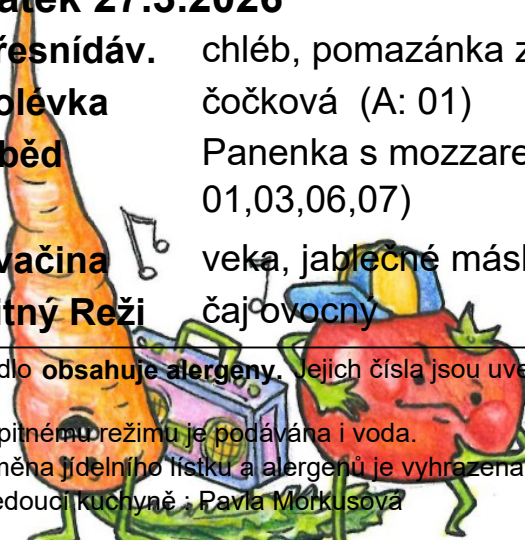 átek 27.3.2026
řesnídáv. chléb, pomazánka z
olévka čočková (A: 01)
běd Panenka s mozzare
01,03,06,07)
vačina veka, jablečné másl
itný Reži čaj ovocný
dlo obsahuje alergeny. Jejich čísla jsou uve
pitnému režimu je podávána i voda.
měna jídelního lístku a alergenů je vyhrazena
edoucí kuchyně : Pavla Morkusová